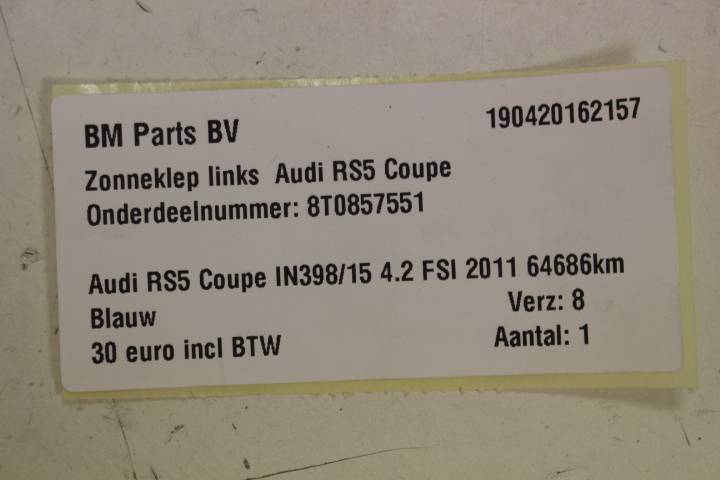 BM Parts BV 190420162157
Zonneklep links Audi RS5 Coupe
Onderdeelnummer: 8T0857551
Audi RS5 Coupe IN398/15 4.2 FSI 2011 64686km
Blauw Verz: 8
30 euro incl BTW Aantal: 1